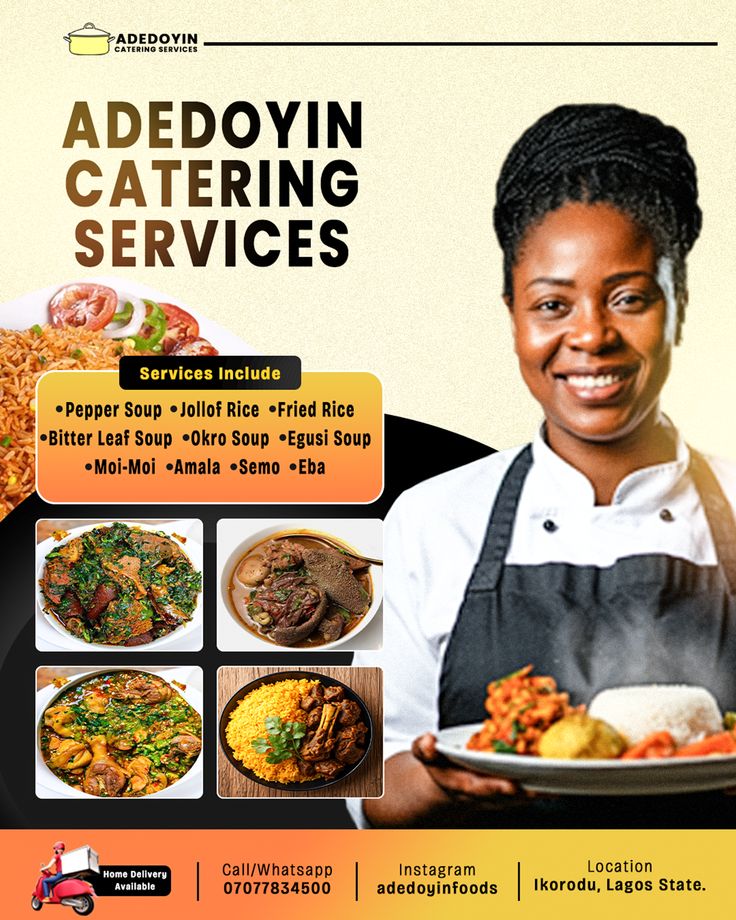 ADEDOYIN
CATERING SERVICES
ADEDOYIN
CATERING
SERVICES
Services Include
•Pepper Soup •Jollof Rice •Fried Rice
•Bitter Leaf Soup •Okro Soup •Egusi Soup
•Moi-Moi •Amala •Semo •Eba
Home Delivery
Available
Call/Whatsapp
07077834500
Instagram
adedoyinfoods
Location
Ikorodu, Lagos State.